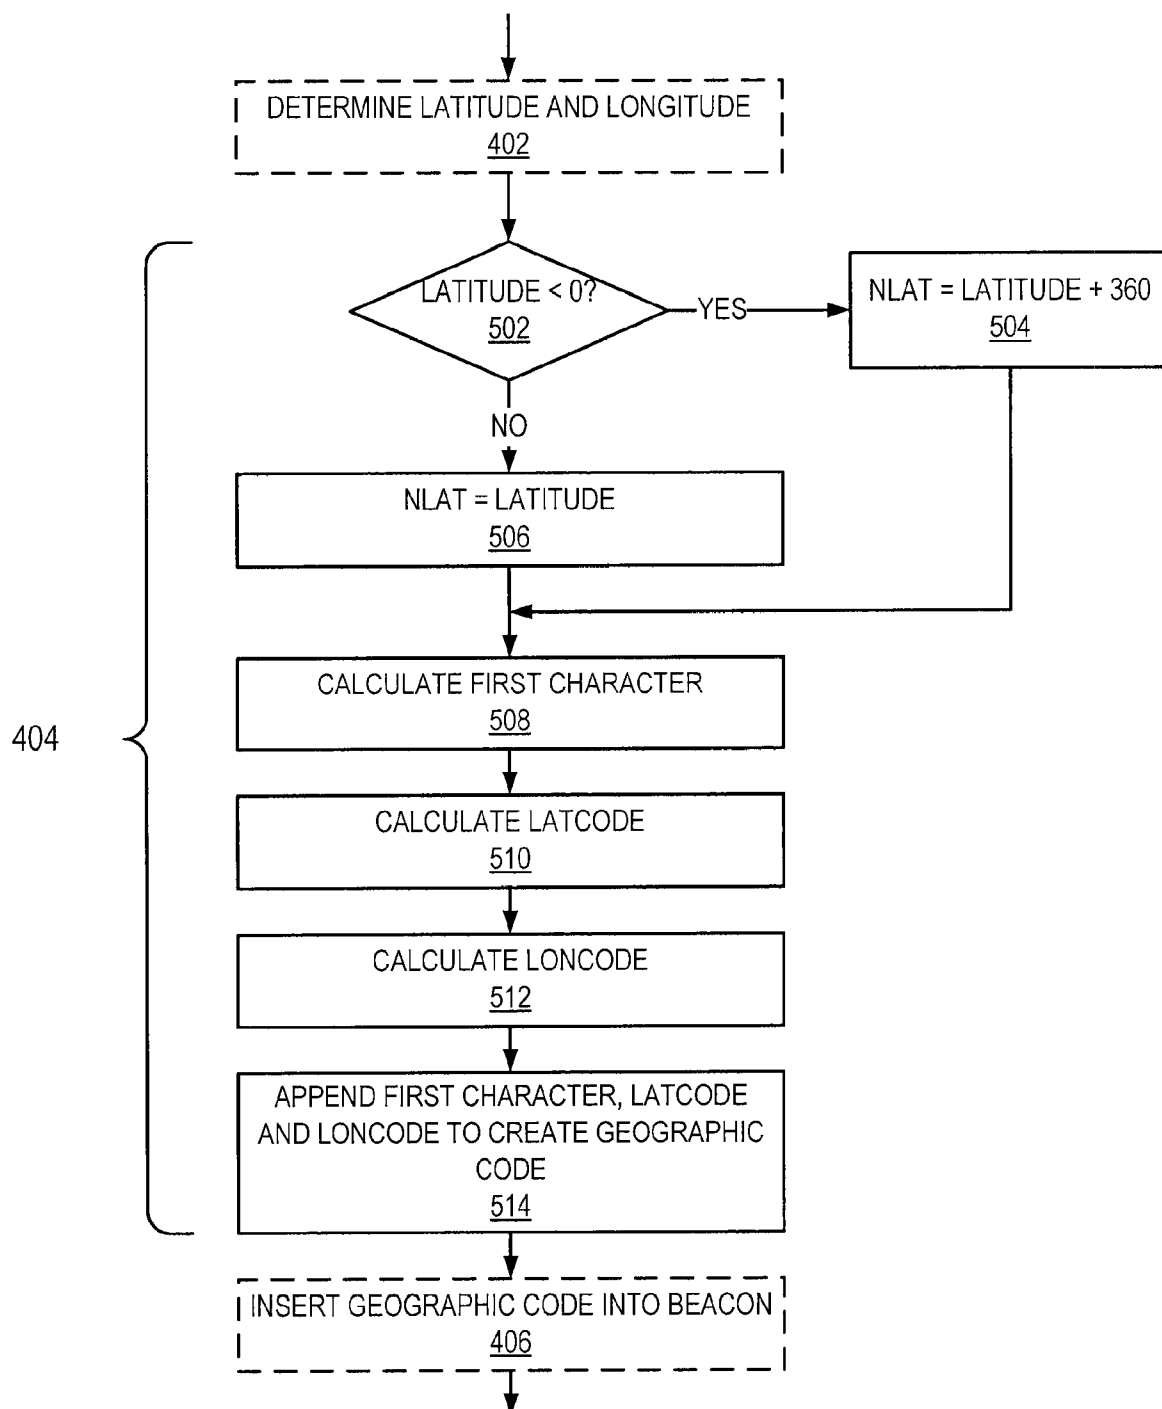 DETERMINE LATITUDE AND LONGITUDE
402
LATITUDE < 0?
502
YES
NLAT = LATITUDE + 360
504
NO
NLAT = LATITUDE
506
CALCULATE FIRST CHARACTER
508
404
CALCULATE LATCODE
510
CALCULATE LONCODE
512
APPEND FIRST CHARACTER, LATCODE
AND LONCODE TO CREATE GEOGRAPHIC
CODE
514
INSERT GEOGRAPHIC CODE INTO BEACON
406